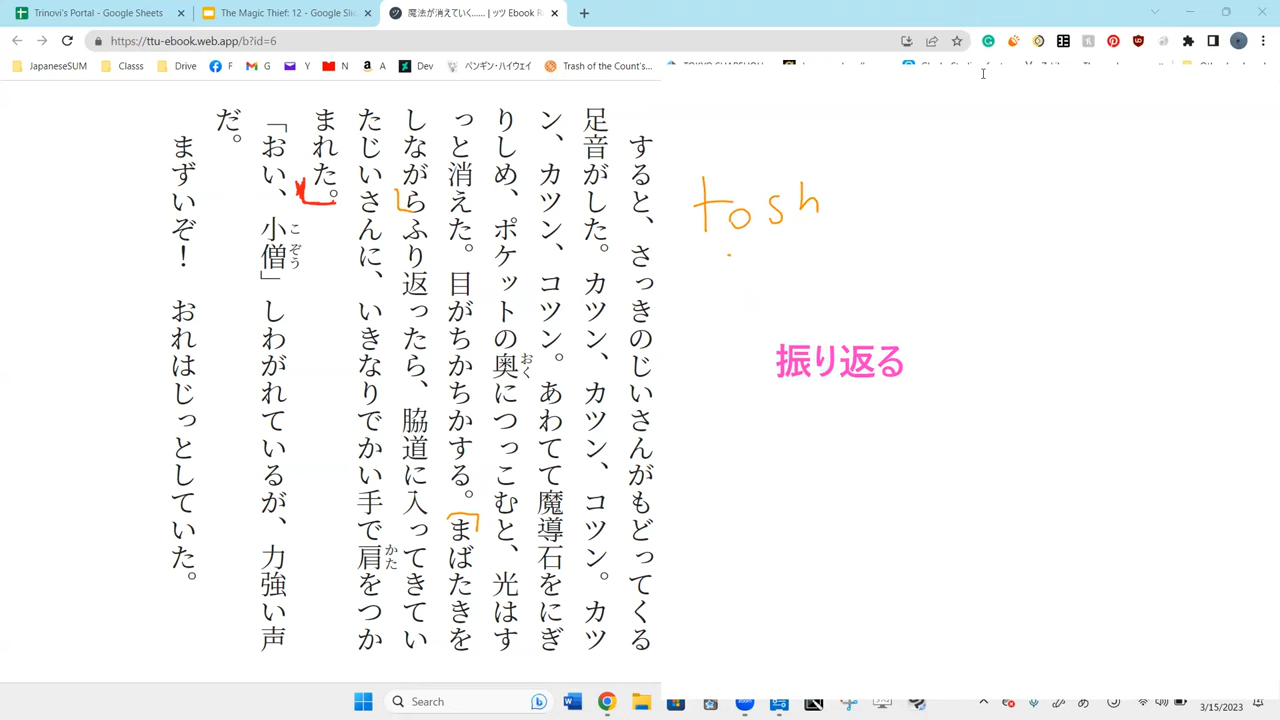 Trinovi's Portal - Google Sheets
The Magic Thief: 12 - Google Slic
魔法が消えていく...... | ッツ Ebook R
https://ttu-ebook.web.app/b?id=6
JapaneseSUM
Classs
Drive
F
M G
Y
N
A
Dev
ペンギン・ハイウェイ
Trash of the Count's...
すると、さっきのじいさんがもどってくる
足音がした。カツン、カツン、コツン。カツ
ン、カツン、コツン。あわてて魔導石をにぎ
りしめ、ポケットの奥おくにつっこむと、光はす
っと消えた。目がちかちかする。まばたきを
しながらふり返ったら、脇道に入ってきてい
たじいさんに、いきなりでかい手で肩かたをつか
まれた。
「おい、小僧こぞう」しわがれているが、力強い声
だ。
まずいぞ！ おれはじっとしていた。
tosh
振り返る
Search
3/15/2023